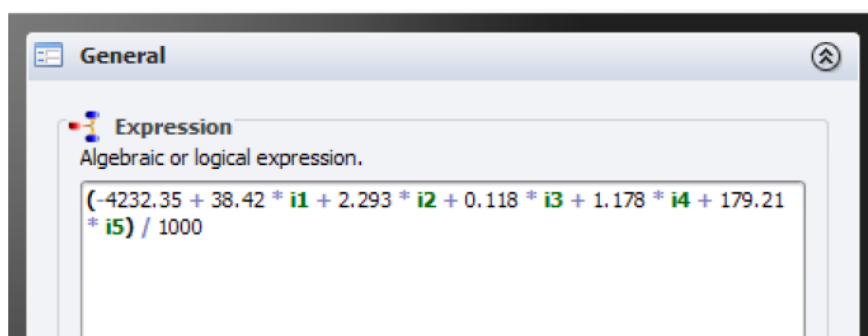 General
Expression
Algebraic or logical expression.
(-4232.35 + 38.42 * i1 + 2.293 * i2 + 0.118 * i3 + 1.178 * i4 + 179.21
* i5) / 1000